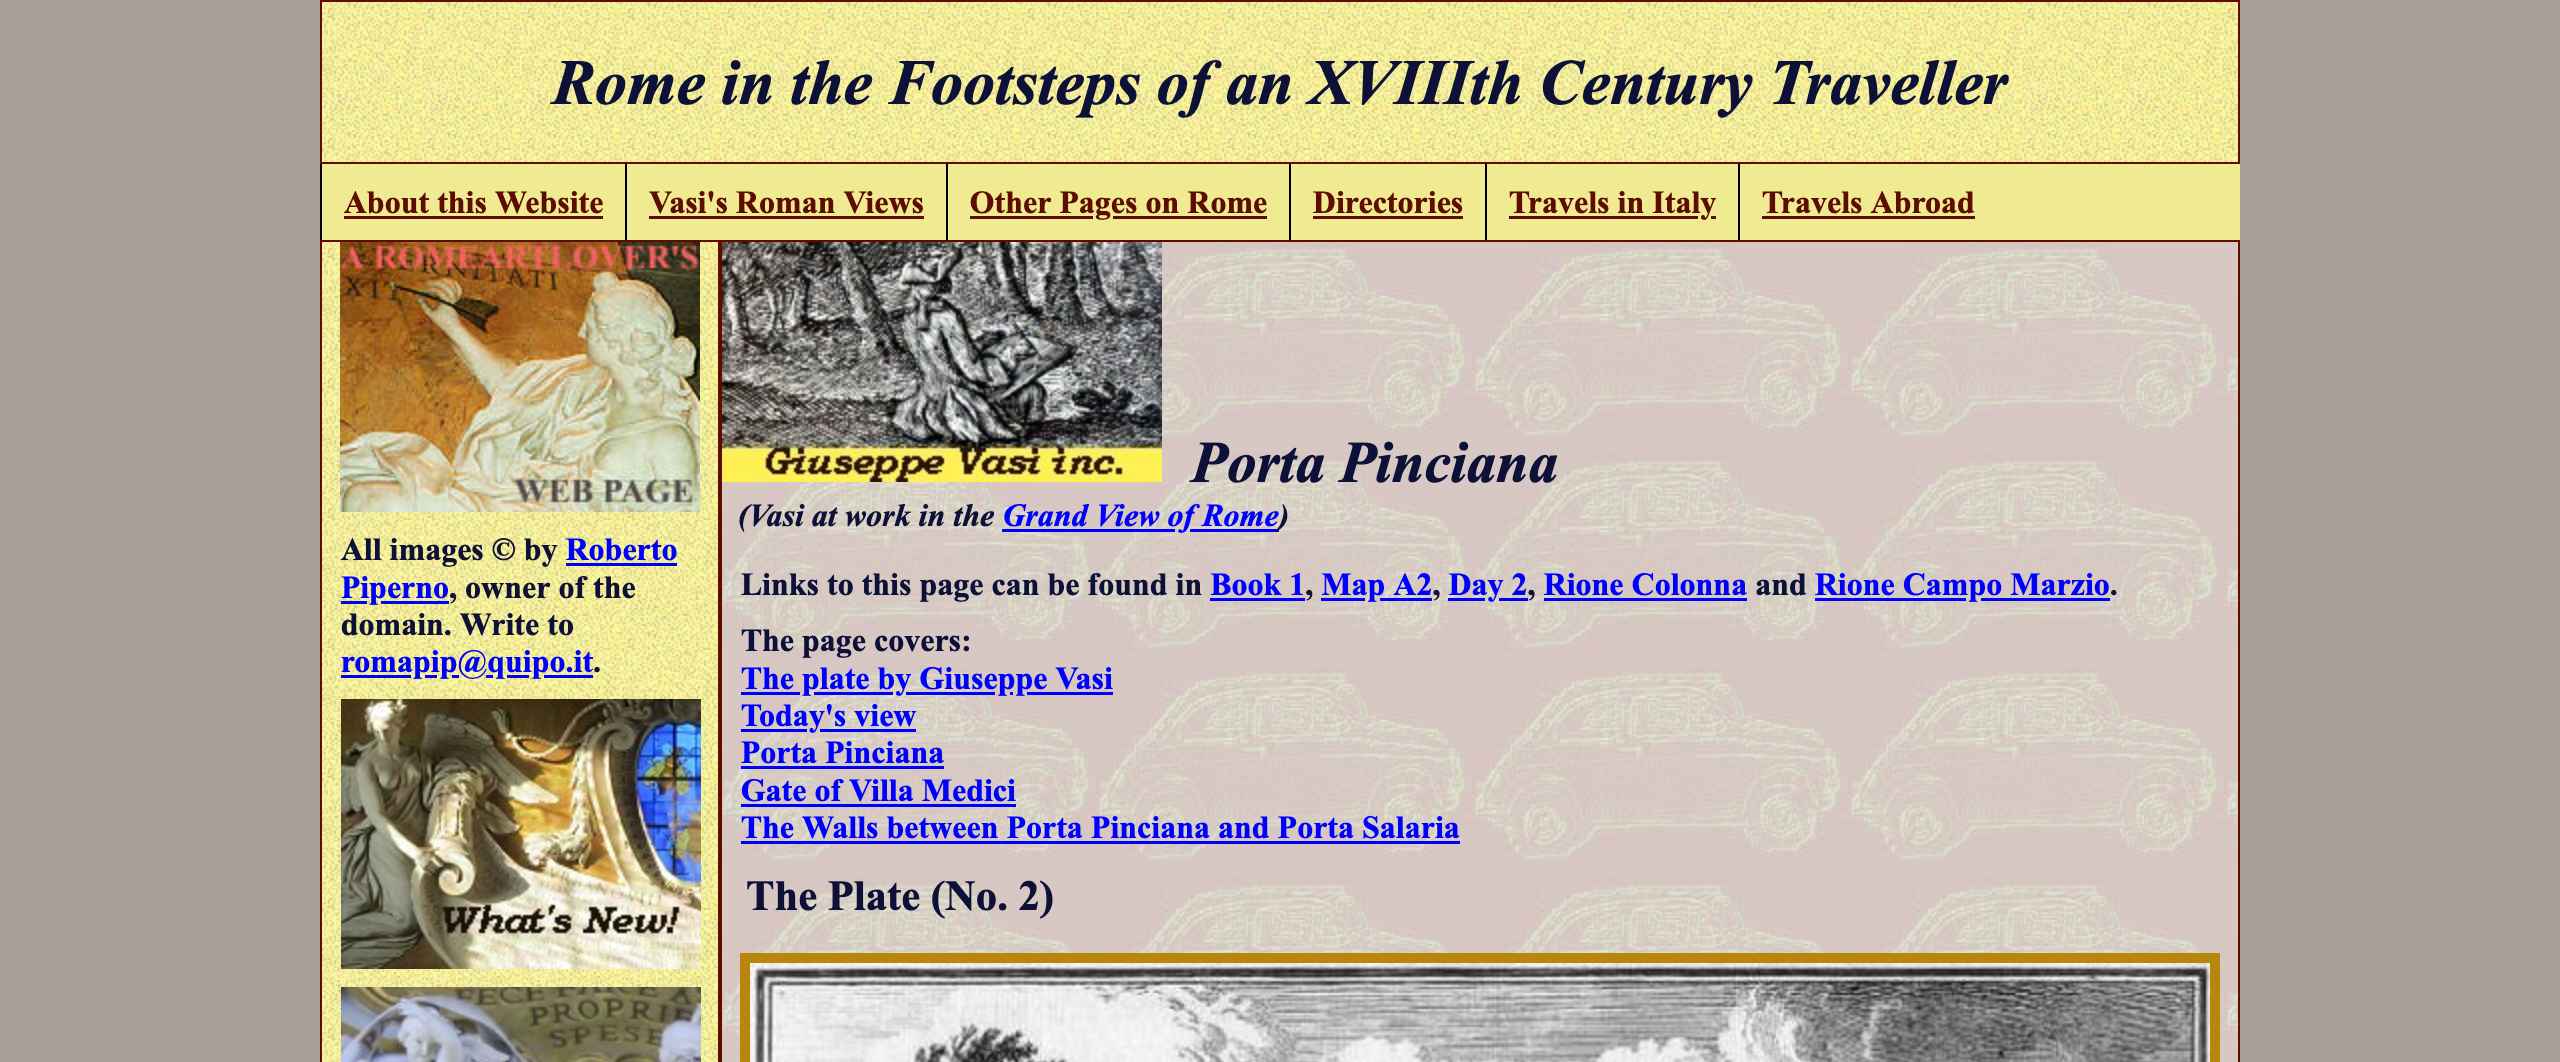 Rome in the Footsteps of an XVIIIth Century Traveller
About this Website
Vasi's Roman Views
Other Pages on Rome
Directories
Travels in Italy
Travels Abroad
A ROMEARTLOVER'S
RNITATI
XII
WEB PAGE
All images © by Roberto
Piperno, owner of the
domain. Write to
romapip@quipo.it.
What's New!
PROPRIE
SPESE
Giuseppe Vasi inc.
Porta Pinciana
(Vasi at work in the Grand View of Rome)
Links to this page can be found in Book 1, Map A2, Day 2, Rione Colonna and Rione Campo Marzio.
The page covers:
The plate by Giuseppe Vasi
Today's view
Porta Pinciana
Gate of Villa Medici
The Walls between Porta Pinciana and Porta Salaria
The Plate (No. 2)